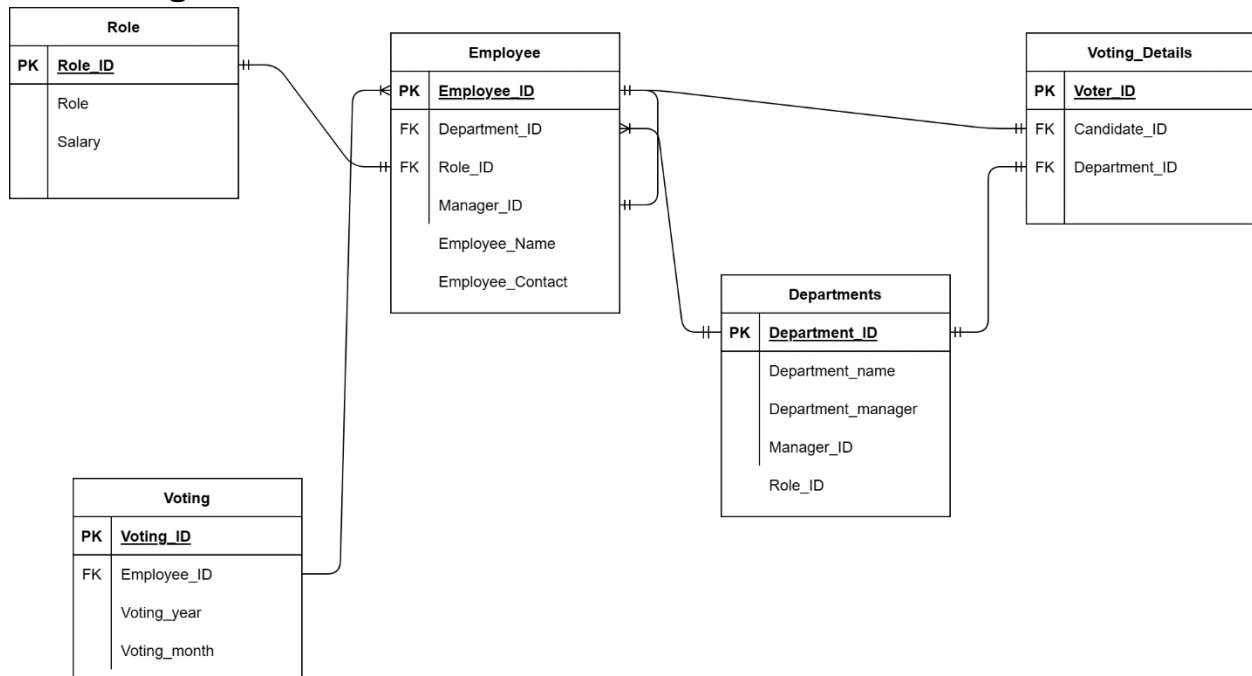 Role
PK Role_ID
Role
Salary
Employee
PK Employee_ID
FK Department_ID
FK Role_ID
Manager_ID
Employee_Name
Employee_Contact
Voting_Details
PK Voter_ID
FK Candidate_ID
FK Department_ID
Departments
PK Department_ID
Department_name
Department_manager
Manager_ID
Role_ID
Voting
PK Voting_ID
FK Employee_ID
Voting_year
Voting_month